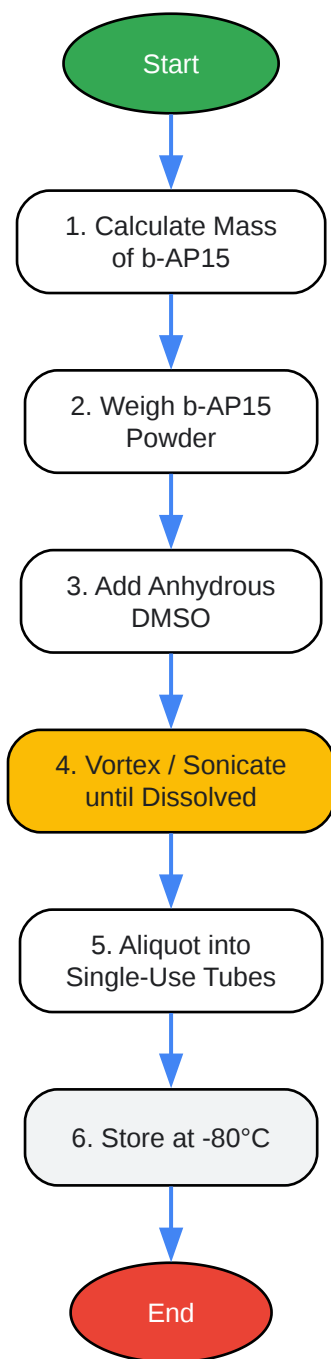 Start
1. Calculate Mass
of b-AP15
2. Weigh b-AP15
Powder
3. Add Anhydrous
DMSO
4. Vortex / Sonicate
until Dissolved
5. Aliquot into
Single-Use Tubes
6. Store at -80°C
End